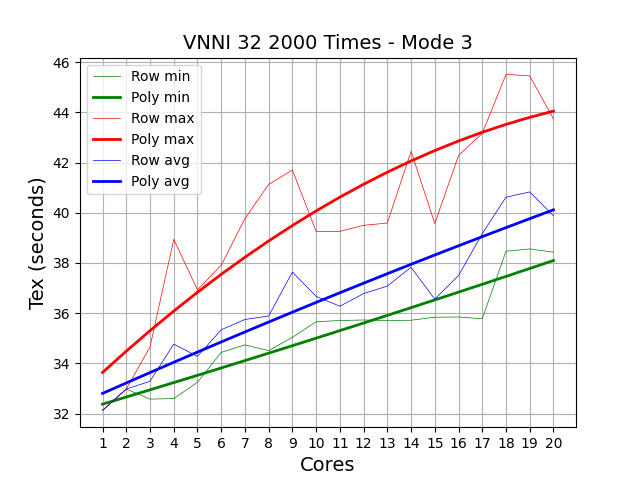 VNNI 32 2000 Times - Mode 3
46
44
42
40
38
36
34
32
Tex (seconds)
Row min
Poly min
Row max
Poly max
Row avg
Poly avg
1 2 3 4 5 6 7 8 9 10 11 12 13 14 15 16 17 18 19 20
Cores